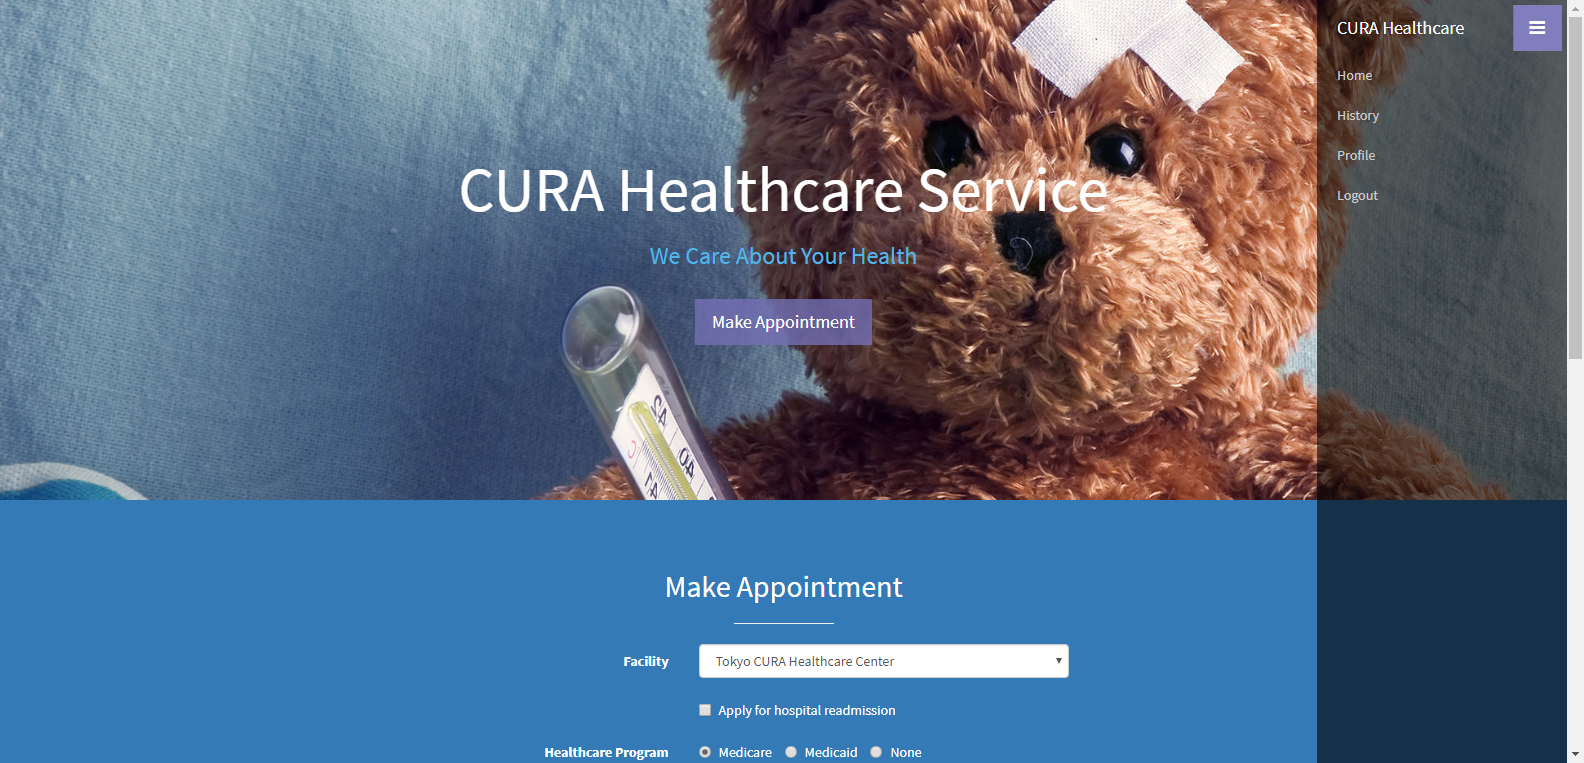 CURA Healthcare
Home
History
Profile
Logout
CURA Healthcare Service
We Care About Your Health
Make Appointment
Make Appointment
Facility
Tokyo CURA Healthcare Center
Apply for hospital readmission
Healthcare Program
Medicare
Medicaid
None